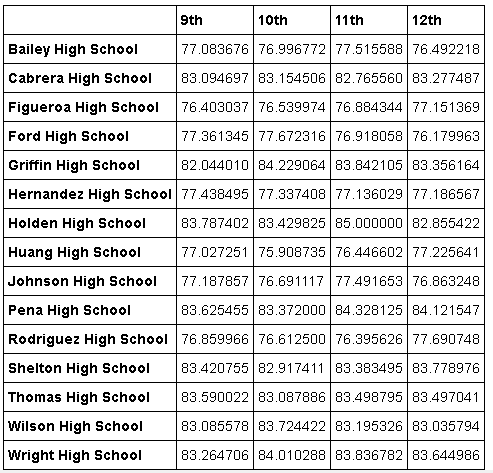 9th 10th 11th 12th
Bailey High School 77.083676 76.996772 77.515588 76.492218
Cabrera High School 83.094697 83.154506 82.765560 83.277487
Figueroa High School 76.403037 76.539974 76.884344 77.151369
Ford High School 77.361345 77.672316 76.918058 76.179963
Griffin High School 82.044010 84.229064 83.842105 83.356164
Hernandez High School 77.438495 77.337408 77.136029 77.186567
Holden High School 83.787402 83.429825 85.000000 82.855422
Huang High School 77.027251 75.908735 76.446602 77.225641
Johnson High School 77.187857 76.691117 77.491653 76.863248
Pena High School 83.625455 83.372000 84.328125 84.121547
Rodriguez High School 76.859966 76.612500 76.395626 77.690748
Shelton High School 83.420755 82.917411 83.383495 83.778976
Thomas High School 83.590022 83.087886 83.498795 83.497041
Wilson High School 83.085578 83.724422 83.195326 83.035794
Wright High School 83.264706 84.010288 83.836782 83.644986